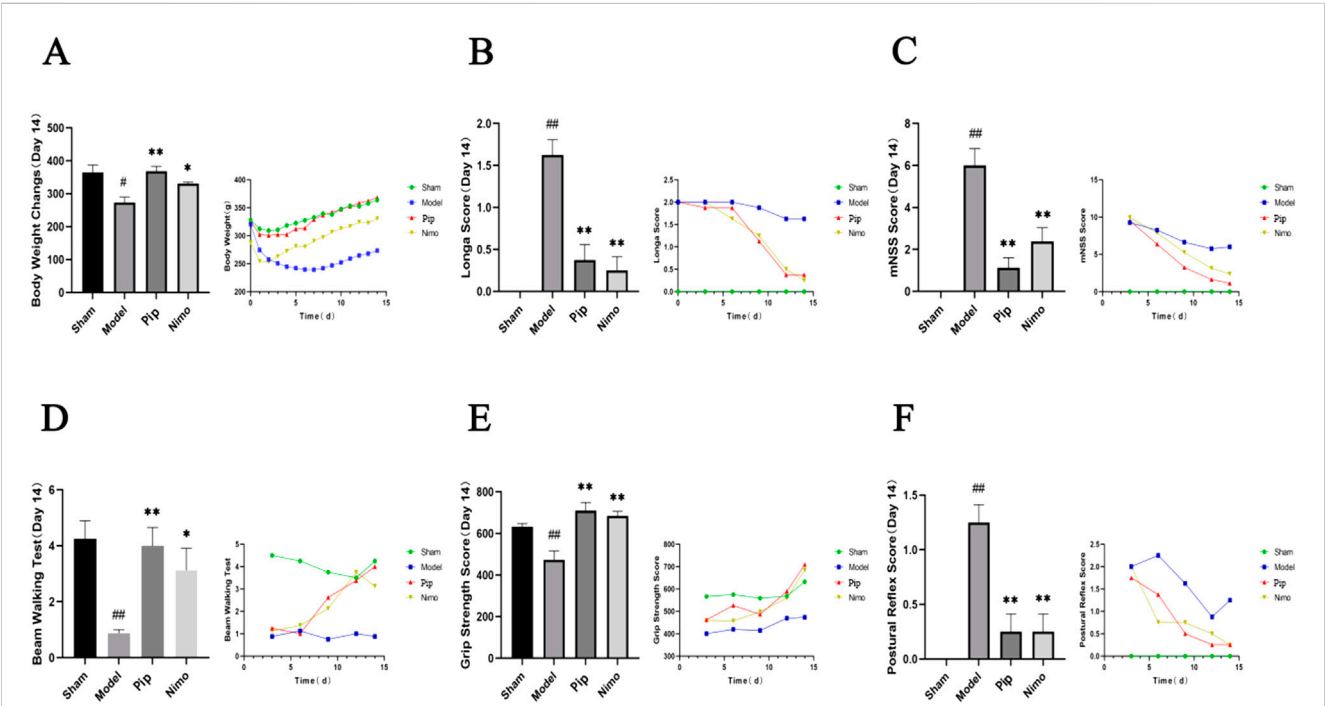 A
Body Weight Changs(Day 14)
500
400
300
200
100
0
#
**
*
Sham
Model
Pip
Nimo
Body Weight(g)
400
350
300
250
200
0
5
10
15
Time( d)
Sham
Model
Pip
Nimo
B
Longa Score(Day 14)
2.0
1.5
1.0
0.5
0.0
##
**
**
Sham
Model
Pip
Nimo
Longa Score
2.5
2.0
1.5
1.0
0.5
0.0
0
5
10
15
Time( d)
Sham
Model
Pip
Nimo
C
mNSS Score(Day 14)
8
6
4
2
0
##
**
**
Sham
Model
Pip
Nimo
mNSS Score
15
10
5
0
0
5
10
15
Time( d)
Sham
Model
Pip
Nimo
D
Beam Walking Test(Day 14)
6
4
2
0
##
**
*
Sham
Model
Pip
Nimo
Beam Walking Test
5
4
3
2
1
0
0
5
10
15
Time( d)
Sham
Model
Pip
Nimo
E
Grip Strength Score(Day 14)
800
600
400
200
0
##
**
**
Sham
Model
Pip
Nimo
Grip Strength Score
800
700
600
500
400
300
0
5
10
15
Time( d)
Sham
Model
Pip
Nimo
F
Postural Reflex Score(Day 14)
1.5
1.0
0.5
0.0
##
**
**
Sham
Model
Pip
Nimo
Postural Reflex Score
2.5
2.0
1.5
1.0
0.5
0.0
0
5
10
15
Time( d)
Sham
Model
Pip
Nimo